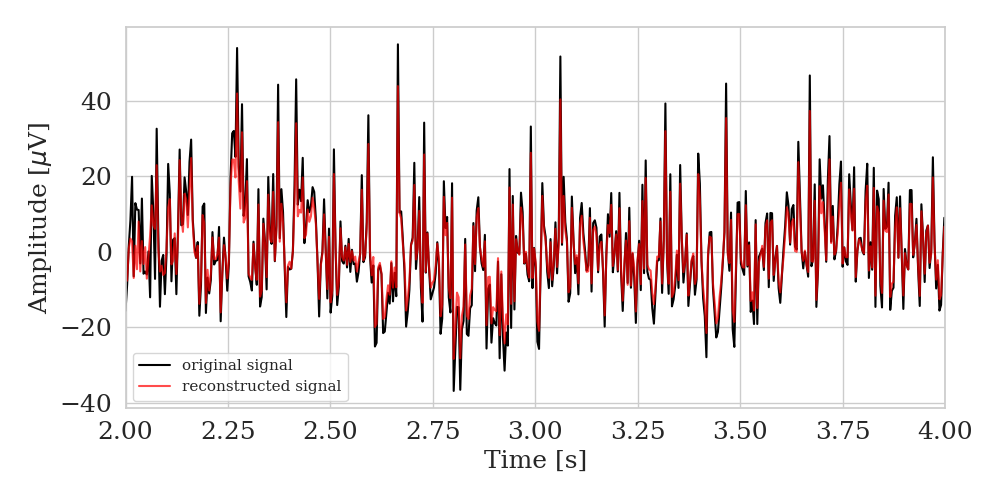 Amplitude [μV]
40
20
0
−20
−40
original signal
reconstructed signal
2.00 2.25 2.50 2.75 3.00 3.25 3.50 3.75 4.00
Time [s]